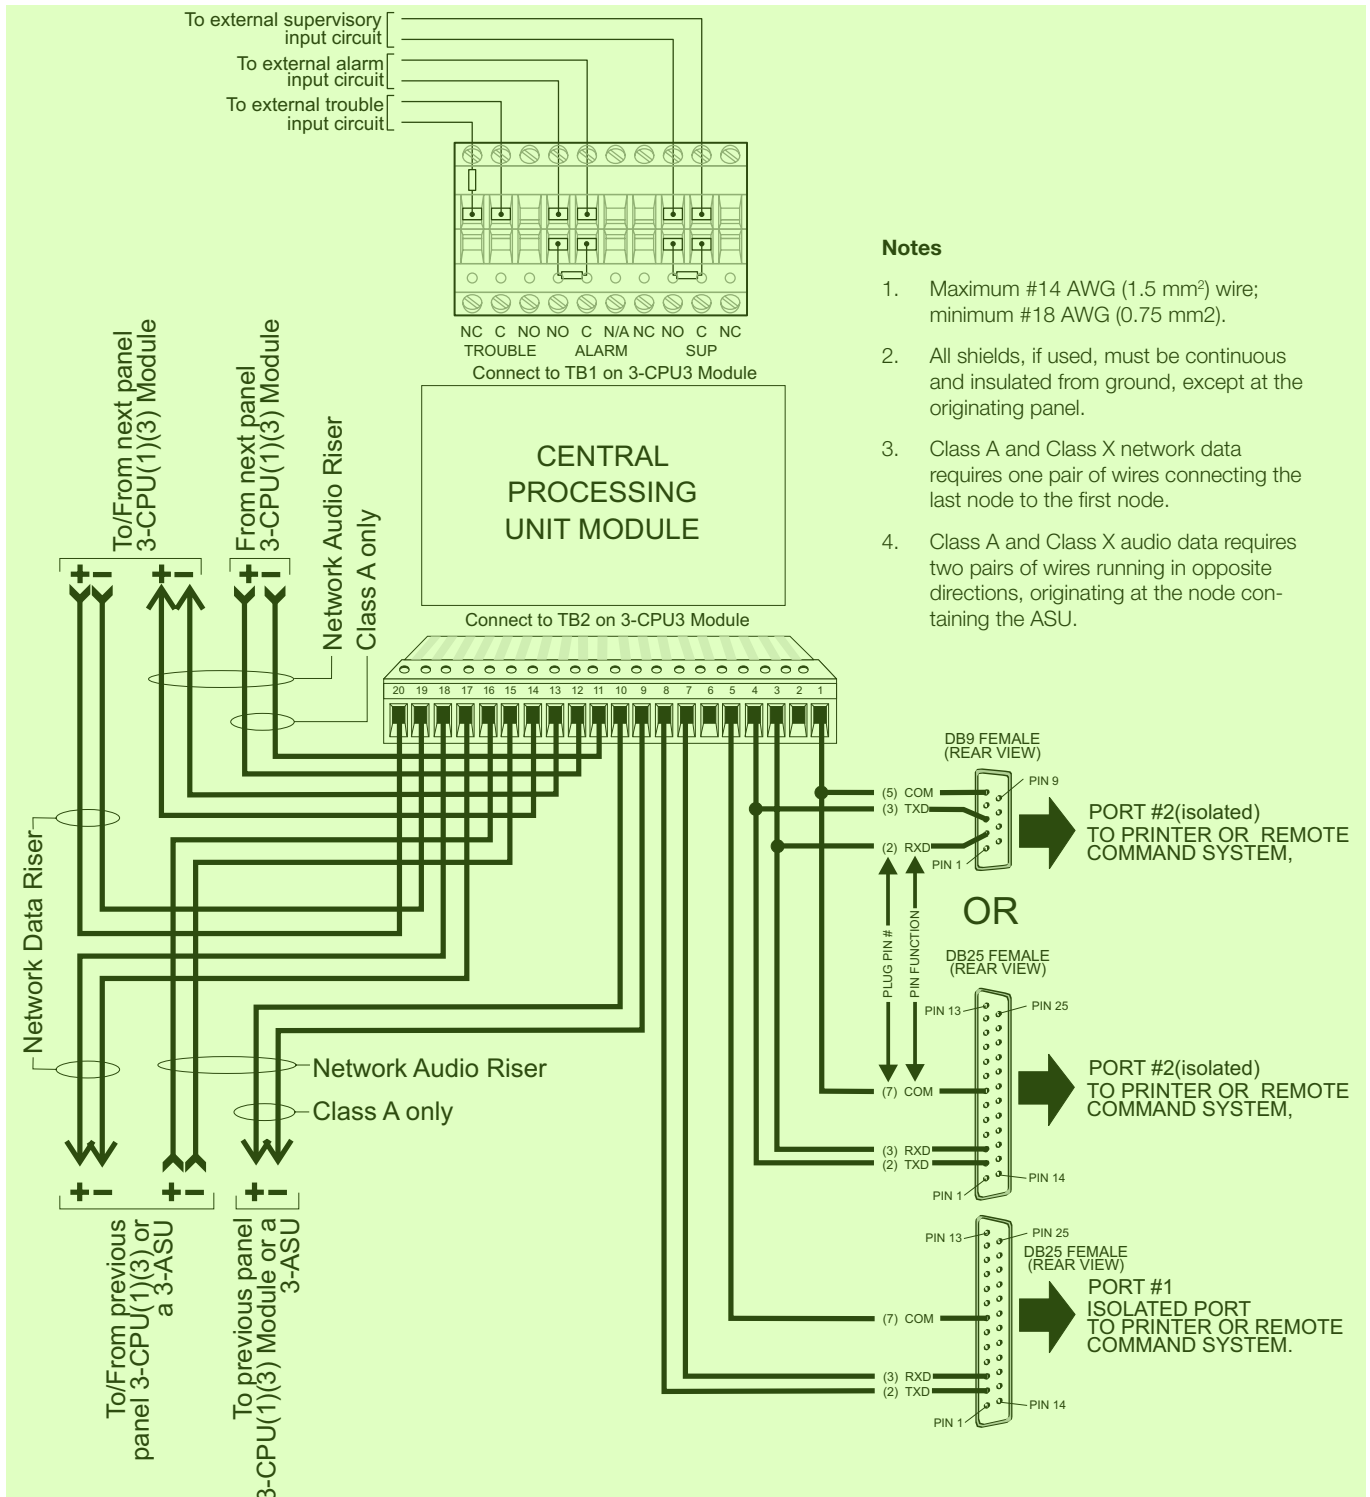 To external supervisory
input circuit
To external alarm
input circuit
To external trouble
input circuit
NC C NO NO C N/A NC NO C NC
TROUBLE ALARM SUP
Connect to TB1 on 3-CPU3 Module
CENTRAL
PROCESSING
UNIT MODULE
Connect to TB2 on 3-CPU3 Module
20 19 18 17 16 15 14 13 12 11 10 9 8 7 6 5 4 3 2 1
Notes
1. Maximum #14 AWG (1.5 mm²) wire;
minimum #18 AWG (0.75 mm2).
2. All shields, if used, must be continuous
and insulated from ground, except at the
originating panel.
3. Class A and Class X network data
requires one pair of wires connecting the
last node to the first node.
4. Class A and Class X audio data requires
two pairs of wires running in opposite
directions, originating at the node con-
taining the ASU.
To/From next panel
3-CPU(1)(3) Module
From next panel
3-CPU(1)(3) Module
Network Audio Riser
Class A only
+ − + − + −
Network Data Riser
Network Audio Riser
Class A only
+ − + − + −
To/From previous
panel 3-CPU(1)(3) or
a 3-ASU
To previous panel
3-CPU(1)(3) Module or a
3-ASU
DB9 FEMALE
(REAR VIEW)
PIN 9
(5) COM
(3) TXD
(2) RXD
PIN 1
PORT #2(isolated)
TO PRINTER OR REMOTE
COMMAND SYSTEM,
PLUG PIN #
PIN FUNCTION
OR
DB25 FEMALE
(REAR VIEW)
PIN 13
PIN 25
(7) COM
(3) RXD
(2) TXD
PIN 14
PIN 1
PORT #2(isolated)
TO PRINTER OR REMOTE
COMMAND SYSTEM,
PIN 13
PIN 25
DB25 FEMALE
(REAR VIEW)
(7) COM
(3) RXD
(2) TXD
PIN 14
PIN 1
PORT #1
ISOLATED PORT
TO PRINTER OR REMOTE
COMMAND SYSTEM.